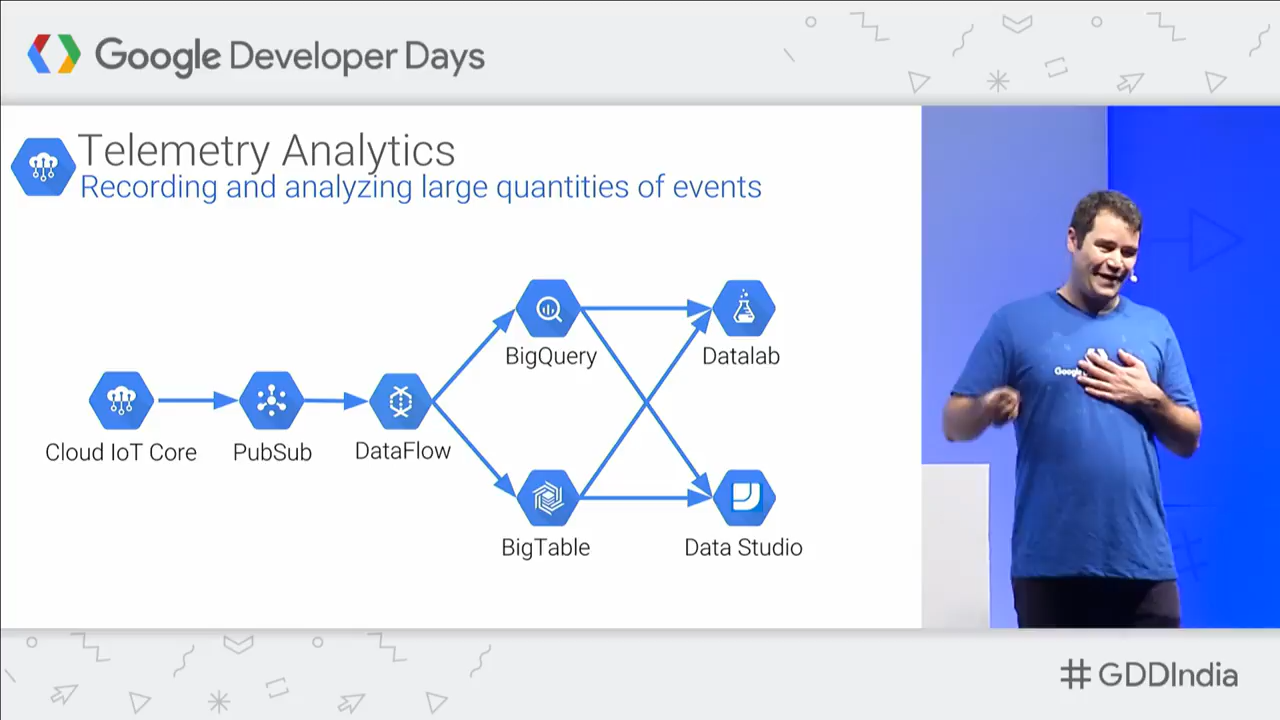 Google Developer Days
Telemetry Analytics
Recording and analyzing large quantities of events
BigQuery
Datalab
Cloud IoT Core
PubSub
DataFlow
BigTable
Data Studio
Google
#GDDIndia